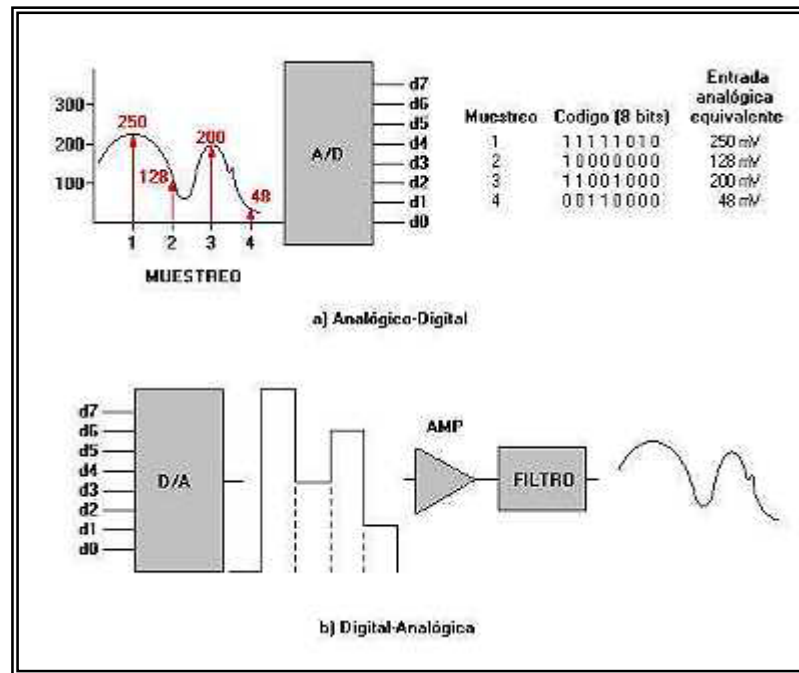 300
200
100
250
128
200
48
1 2 3 4
MUESTREO
A/D
d7
d6
d5
d4
d3
d2
d1
d0
Muestreo Codigo (8 bits) Entrada analógica equivalente
1 11111010 250 mV
2 10000000 128 mV
3 11001000 200 mV
4 00110000 48 mV
a) Analógico-Digital
d7
d6
d5
d4
d3
d2
d1
d0
D/A
AMP
FILTRO
b) Digital-Analógica